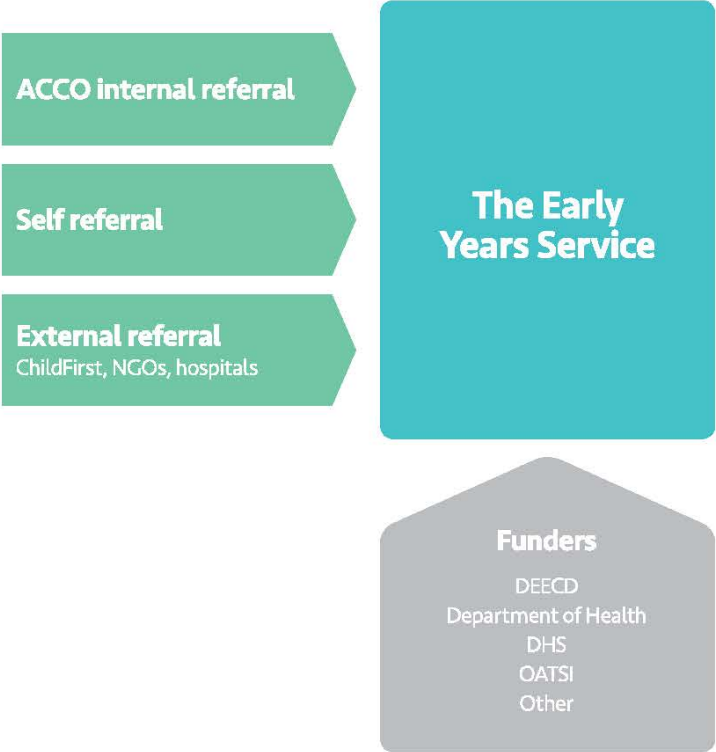 ACCO internal referral
Self referral
External referral
ChildFirst, NGOs, hospitals
The Early
Years Service
Funders
DEECD
Department of Health
DHS
OATSI
Other